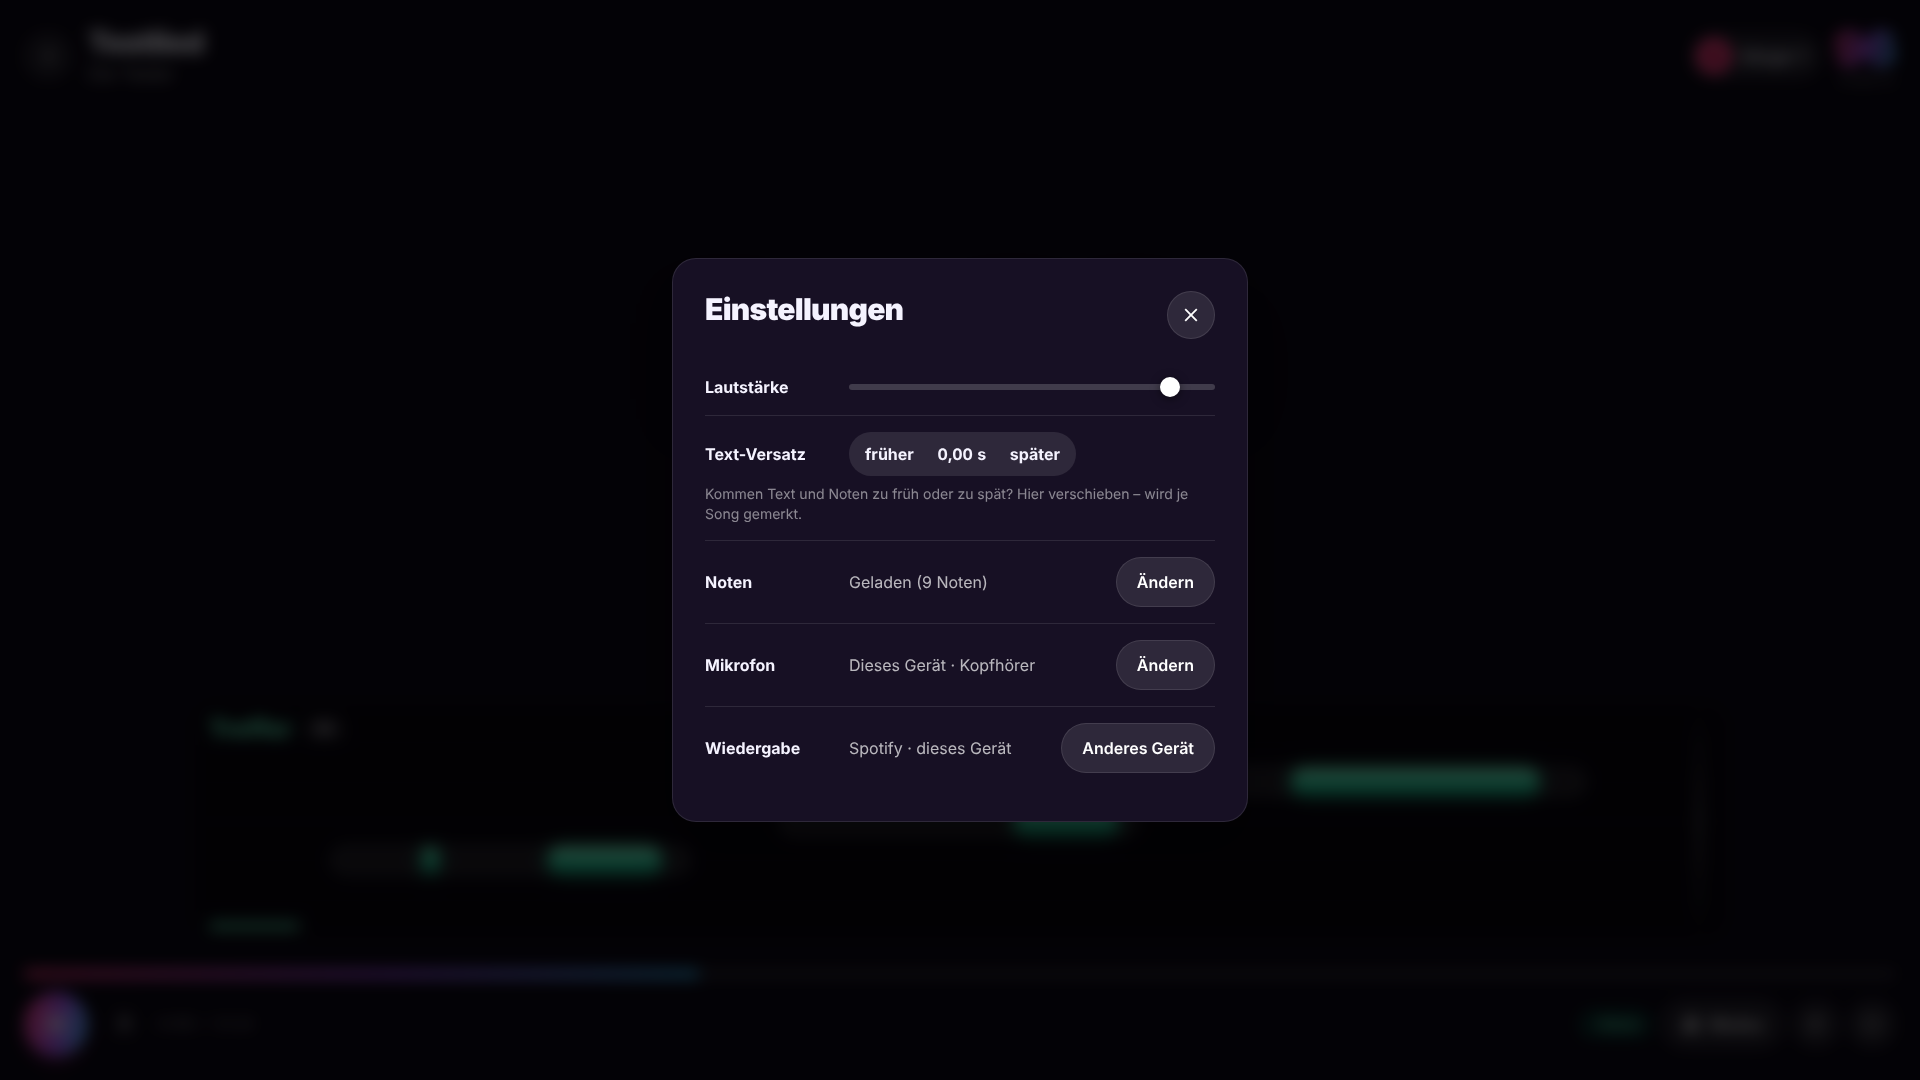 Einstellungen
Lautstärke
Text-Versatz früher 0,00 s später
Kommen Text und Noten zu früh oder zu spät? Hier verschieben – wird je
Song gemerkt.
Noten Geladen (9 Noten) Ändern
Mikrofon Dieses Gerät · Kopfhörer Ändern
Wiedergabe Spotify · dieses Gerät Anderes Gerät